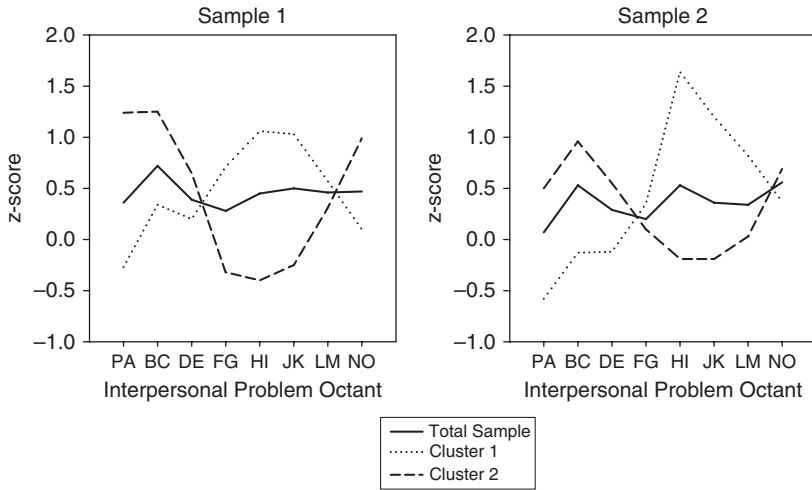 Sample 1
Sample 2
2.0
1.5
1.0
0.5
0.0
−0.5
−1.0
z-score
PA BC DE FG HI JK LM NO
Interpersonal Problem Octant
2.0
1.5
1.0
0.5
0.0
−0.5
−1.0
z-score
PA BC DE FG HI JK LM NO
Interpersonal Problem Octant
Total Sample
Cluster 1
Cluster 2